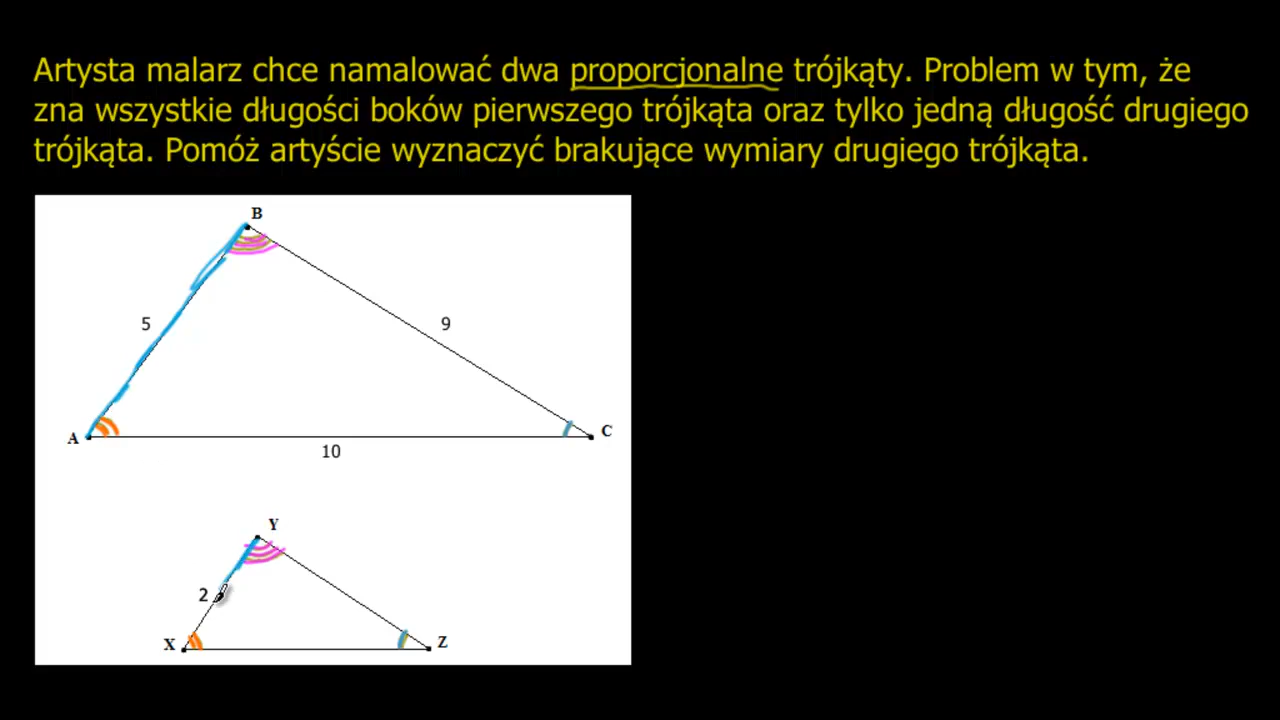 Artysta malarz chce namalować dwa proporcjonalne trójkąty. Problem w tym, że
zna wszystkie długości boków pierwszego trójkąta oraz tylko jedną długość drugiego
trójkąta. Pomóż artyście wyznaczyć brakujące wymiary drugiego trójkąta.
B
5
9
A
C
10
Y
2
X
Z